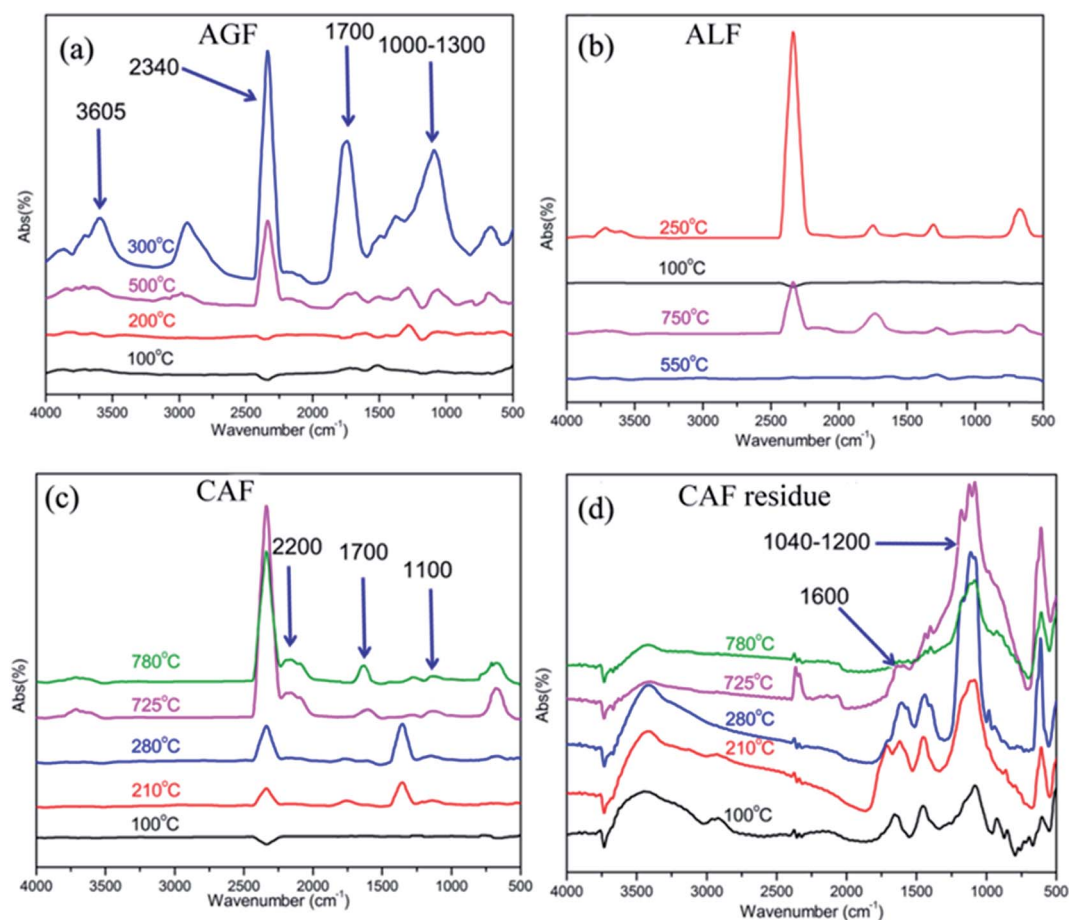 (a)
AGF
1700
1000-1300
2340
3605
300°C
500°C
200°C
100°C
Abs(%)
4000 3500 3000 2500 2000 1500 1000 500
Wavenumber (cm⁻¹)
(b)
ALF
250°C
100°C
750°C
550°C
Abs(%)
4000 3500 3000 2500 2000 1500 1000 500
Wavenumber (cm⁻¹)
(c)
CAF
2200
1700
1100
780°C
725°C
280°C
210°C
100°C
Abs(%)
4000 3500 3000 2500 2000 1500 1000 500
Wavenumber (cm⁻¹)
(d)
CAF residue
1040-1200
1600
780°C
725°C
280°C
210°C
100°C
Abs(%)
4000 3500 3000 2500 2000 1500 1000 500
Wavenumber (cm⁻¹)